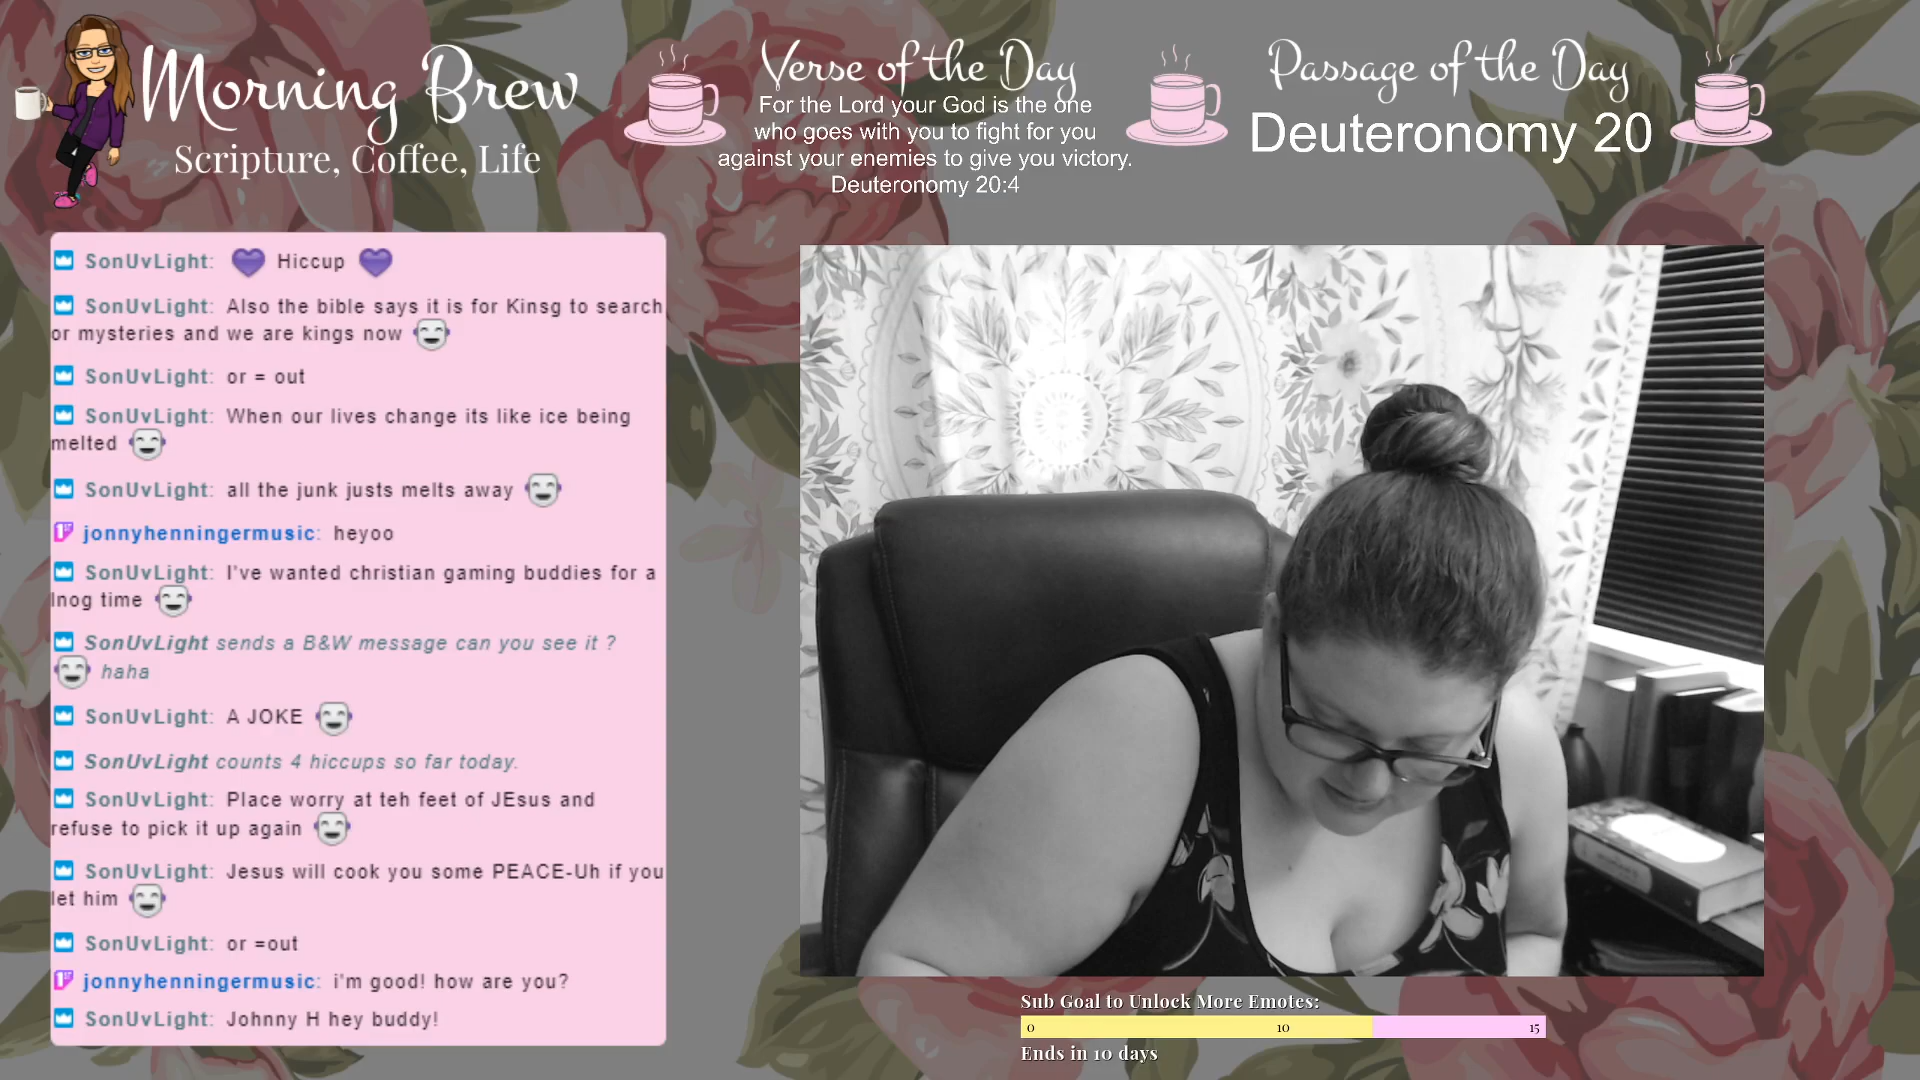 Morning Brew
Scripture, Coffee, Life
Verse of the Day
For the Lord your God is the one
who goes with you to fight for you
against your enemies to give you victory.
Deuteronomy 20:4
Passage of the Day
Deuteronomy 20
SonUvLight: 💜 Hiccup 💜
SonUvLight: Also the bible says it is for Kinsg to search
or mysteries and we are kings now
SonUvLight: or = out
SonUvLight: When our lives change its like ice being
melted
SonUvLight: all the junk justs melts away
jonnyhenningermusic: heyoo
SonUvLight: I've wanted christian gaming buddies for a
lnog time
SonUvLight sends a B&W message can you see it ?
haha
SonUvLight: A JOKE
SonUvLight counts 4 hiccups so far today.
SonUvLight: Place worry at teh feet of JEsus and
refuse to pick it up again
SonUvLight: Jesus will cook you some PEACE-Uh if you
let him
SonUvLight: or =out
jonnyhenningermusic: i'm good! how are you?
SonUvLight: Johnny H hey buddy!
Sub Goal to Unlock More Emotes:
0 10 15
Ends in 10 days